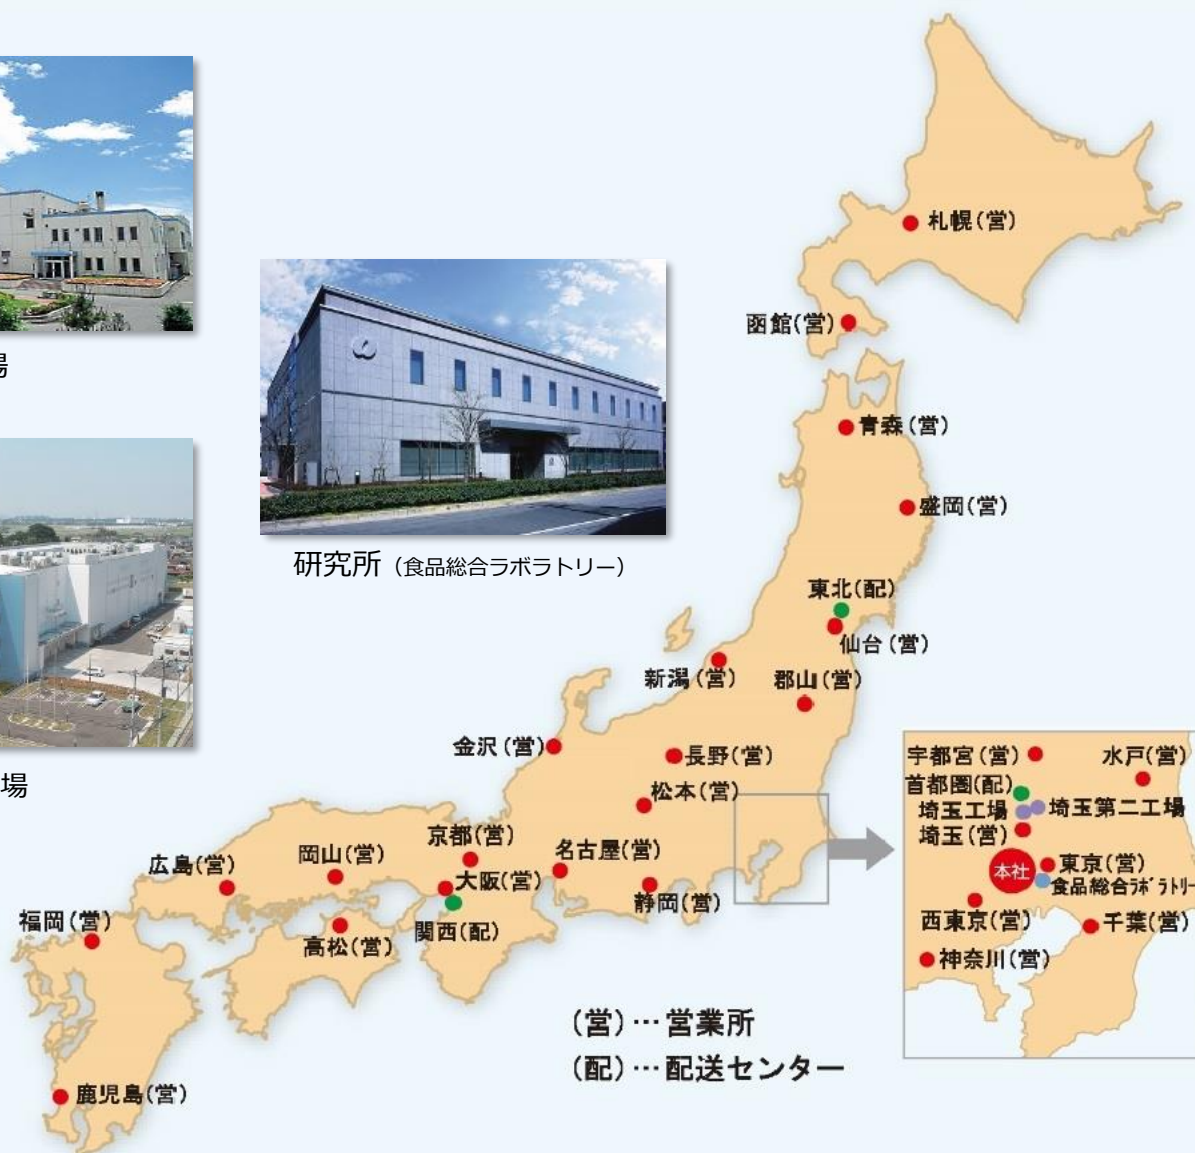 場
研究所（食品総合ラボラトリー）
場
札幌(営)
函館(営)
青森(営)
盛岡(営)
東北(配)
仙台(営)
新潟(営)
郡山(営)
金沢(営)
長野(営)
松本(営)
京都(営)
名古屋(営)
岡山(営)
広島(営)
大阪(営)
静岡(営)
福岡(営)
高松(営)
関西(配)
鹿児島(営)
宇都宮(営)
水戸(営)
首都圏(配)
埼玉工場
埼玉第二工場
埼玉(営)
本社
東京(営)
食品総合ﾗﾎﾞﾗﾄﾘｰ
西東京(営)
千葉(営)
神奈川(営)
(営)…営業所
(配)…配送センター